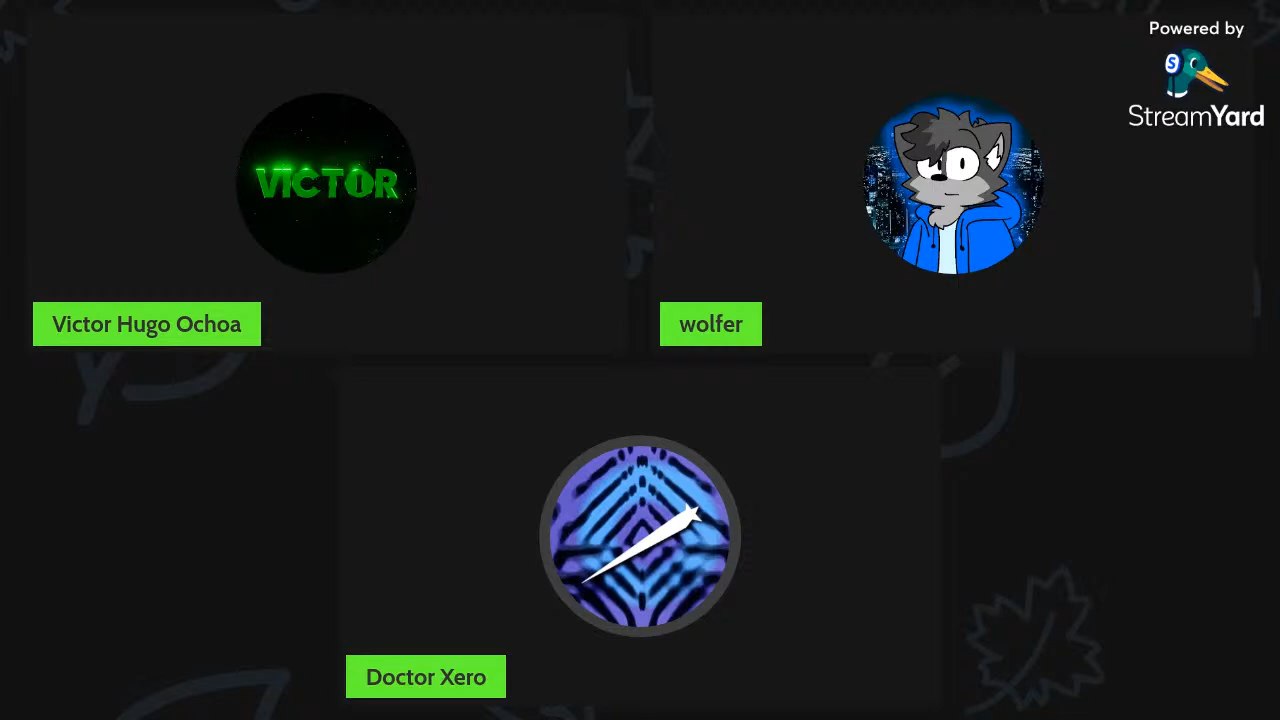 Powered by
StreamYard
VICTOR
Victor Hugo Ochoa
wolfer
Doctor Xero